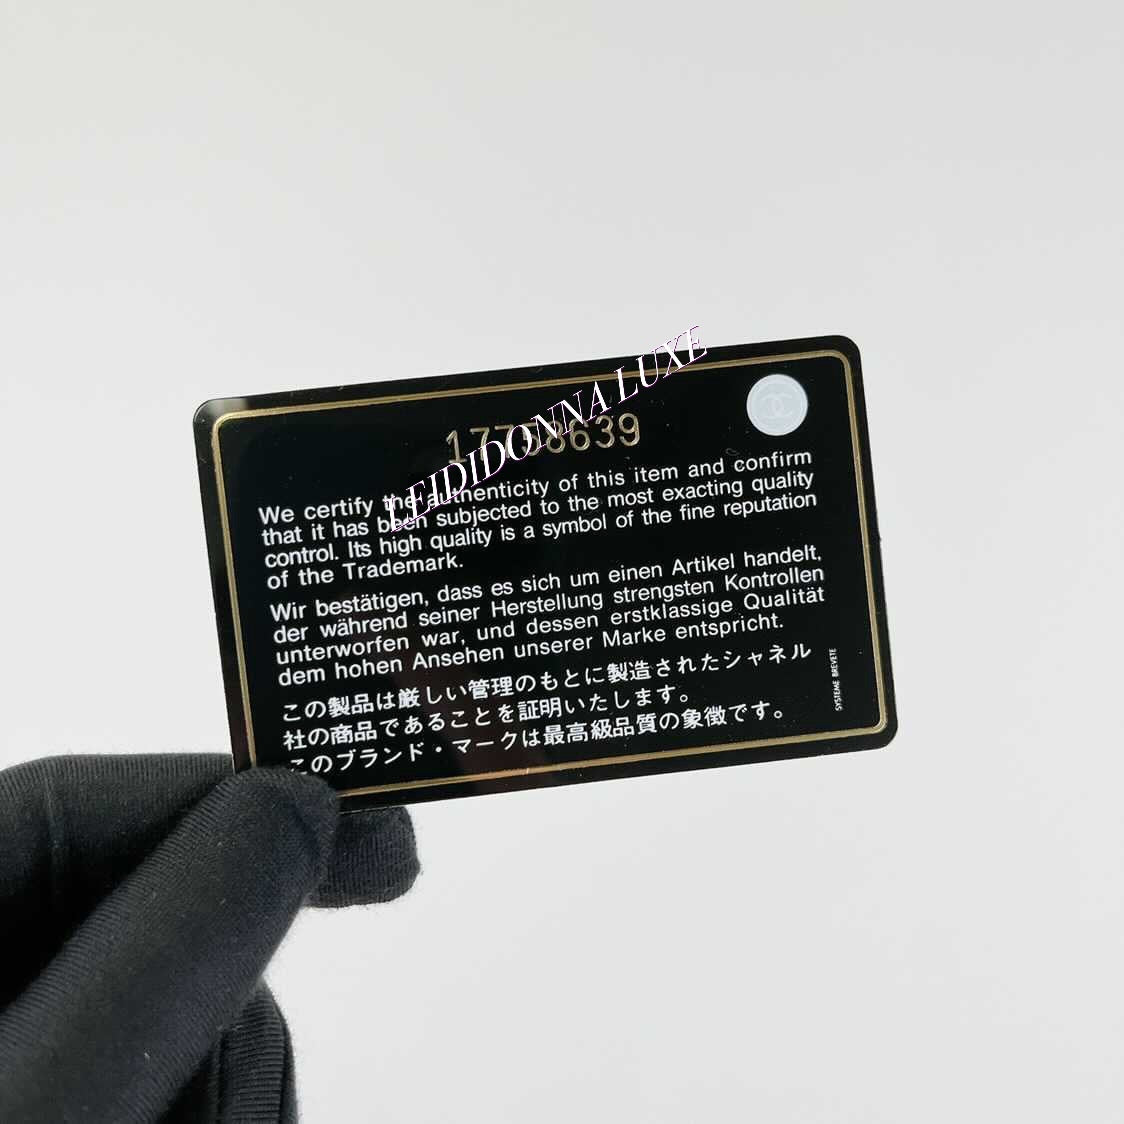 LEIDIDONNA LUXE
17758639
We certify the authenticity of this item and confirm
that it has been subjected to the most exacting quality
control. Its high quality is a symbol of the fine reputation
of the Trademark.
Wir bestätigen, dass es sich um einen Artikel handelt,
der während seiner Herstellung strengsten Kontrollen
unterworfen war, und dessen erstklassige Qualität
dem hohen Ansehen unserer Marke entspricht.
この製品は厳しい管理のもとに製造されたシャネル
社の商品であることを証明いたします。
このブランド・マークは最高級品質の象徴です。
SYSTEME BREVETE